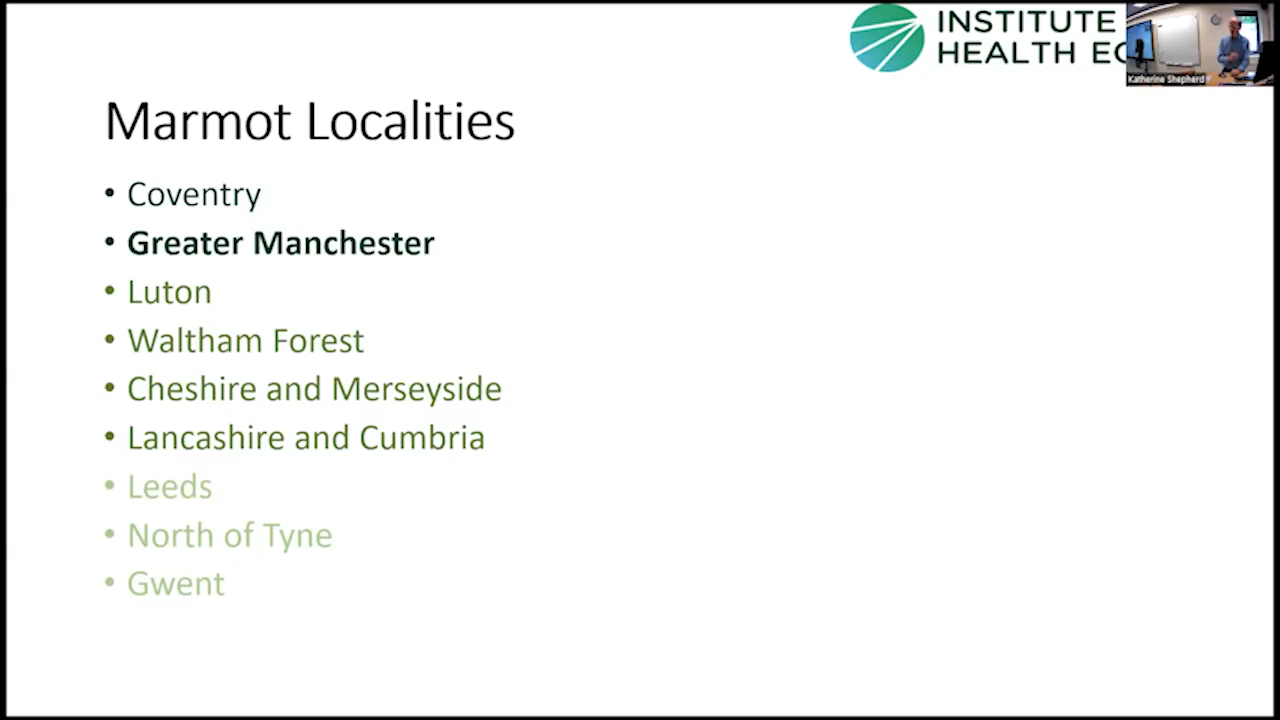 INSTITUTE
HEALTH EQ
Katherine Shepherd
Marmot Localities
• Coventry
• Greater Manchester
• Luton
• Waltham Forest
• Cheshire and Merseyside
• Lancashire and Cumbria
• Leeds
• North of Tyne
• Gwent